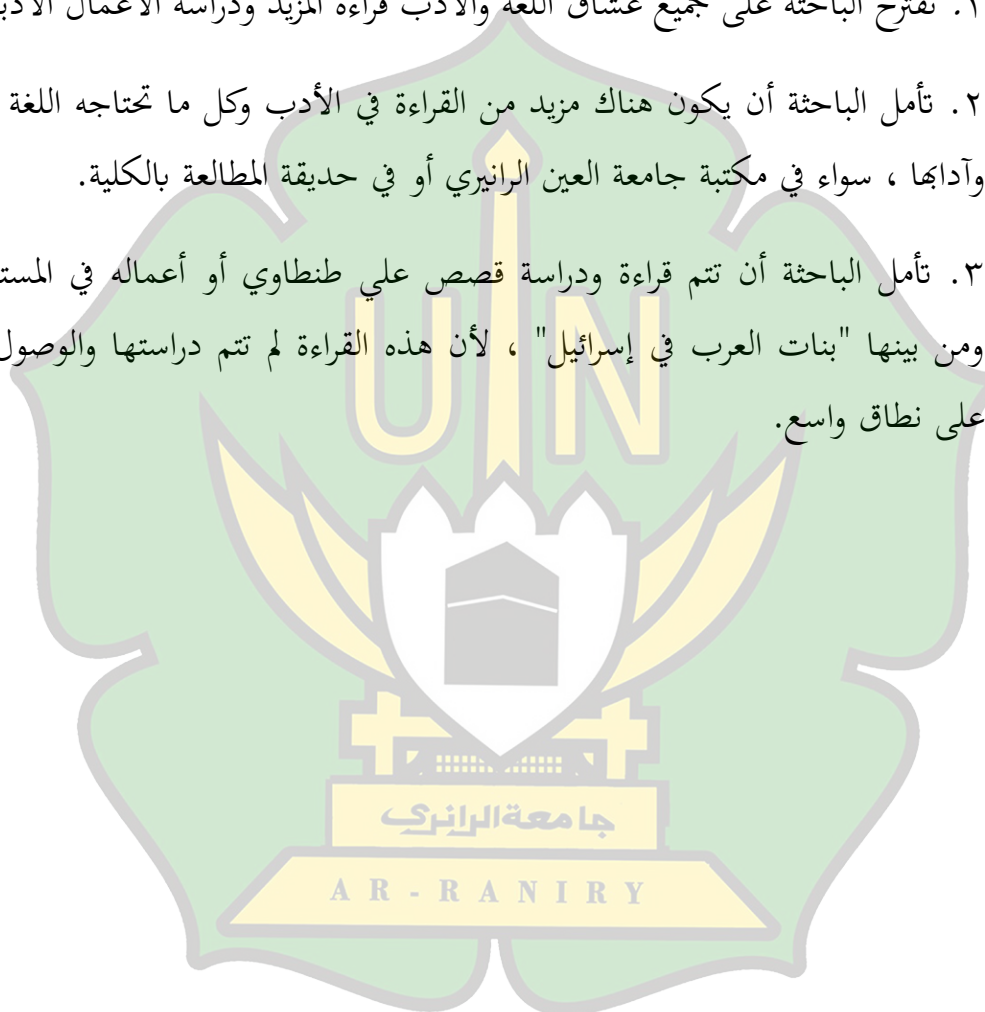 ١. تقترح الباحثة على جميع عشاق اللغة والأدب قراءة المزيد ودراسة الأعمال
٢. تأمل الباحثة أن يكون هناك مزيد من القراءة في الأدب وكل ما تحتاجه اللغة
وآدابها ، سواء في مكتبة جامعة العين الرانيري أو في حديقة المطالعة بالكلية.
٣. تأمل الباحثة أن تتم قراءة ودراسة قصص علي طنطاوي أو أعماله في
ومن بينها "بنات العرب في إسرائيل" ، لأن هذه القراءة لم تتم دراستها والوصول
على نطاق واسع.
UIN
جامعة الرانري
AR-RANIRY